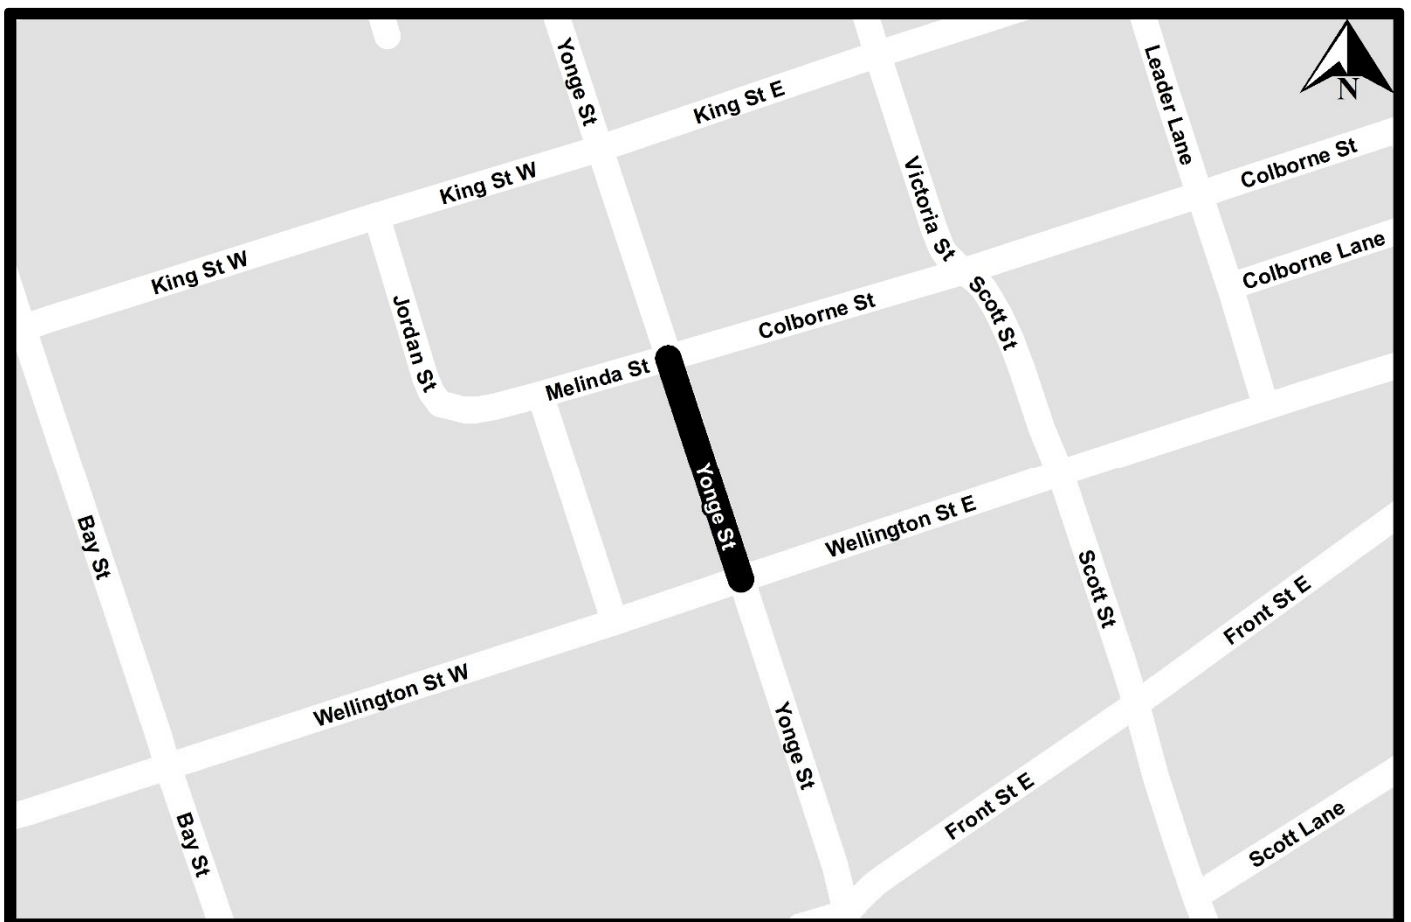 Yonge St
King St E
Leader Lane
N
King St W
Colborne St
Victoria St
King St W
Colborne Lane
Jordan St
Colborne St
Scott St
Melinda St
Yonge St
Bay St
Wellington St E
Scott St
Front St E
Wellington St W
Yonge St
Front St E
Bay St
Scott Lane